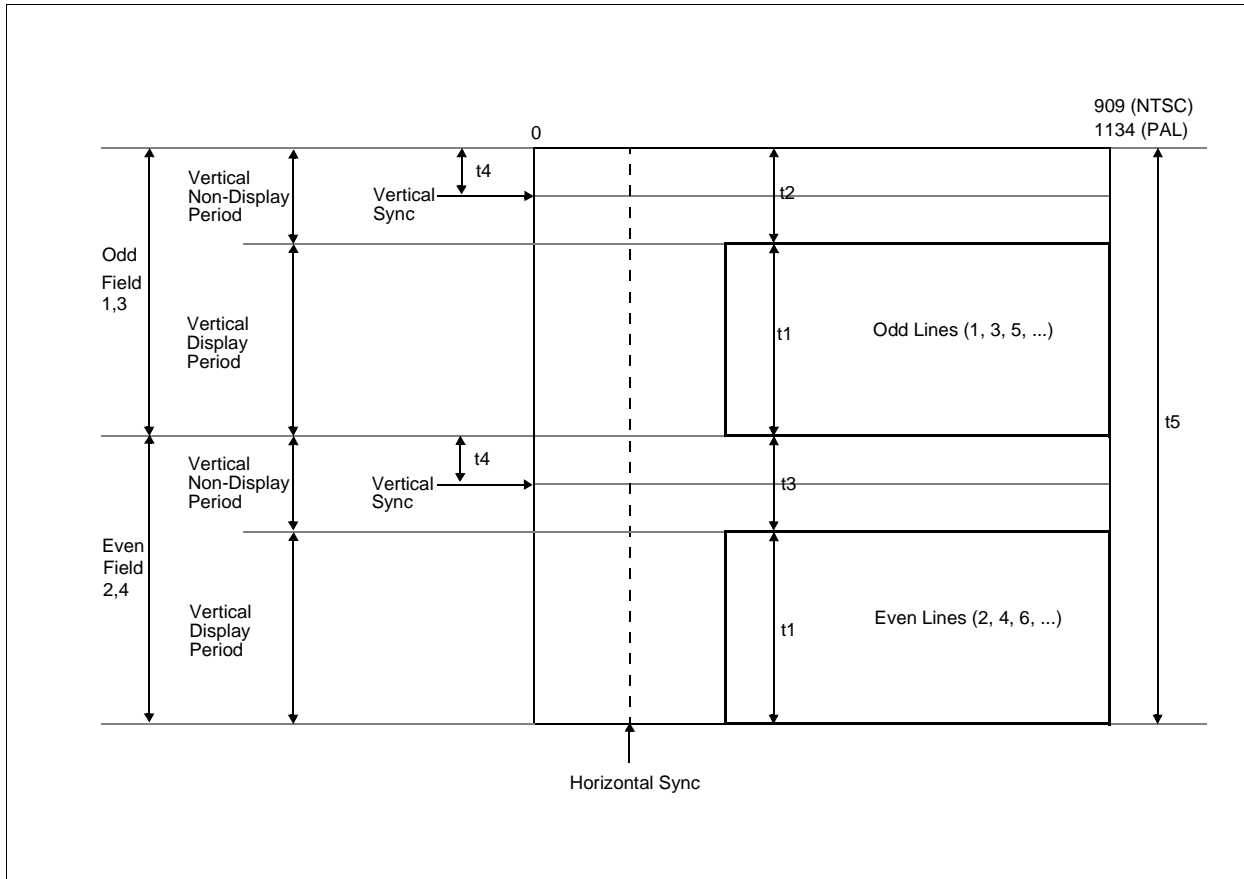 909 (NTSC)
1134 (PAL)
0
Vertical
Non-Display
Period
t4
Vertical
Sync
t2
Odd
Field
1,3
Vertical
Display
Period
t1
Odd Lines (1, 3, 5, ...)
t5
Vertical
Non-Display
Period
t4
Vertical
Sync
t3
Even
Field
2,4
Vertical
Display
Period
t1
Even Lines (2, 4, 6, ...)
Horizontal Sync